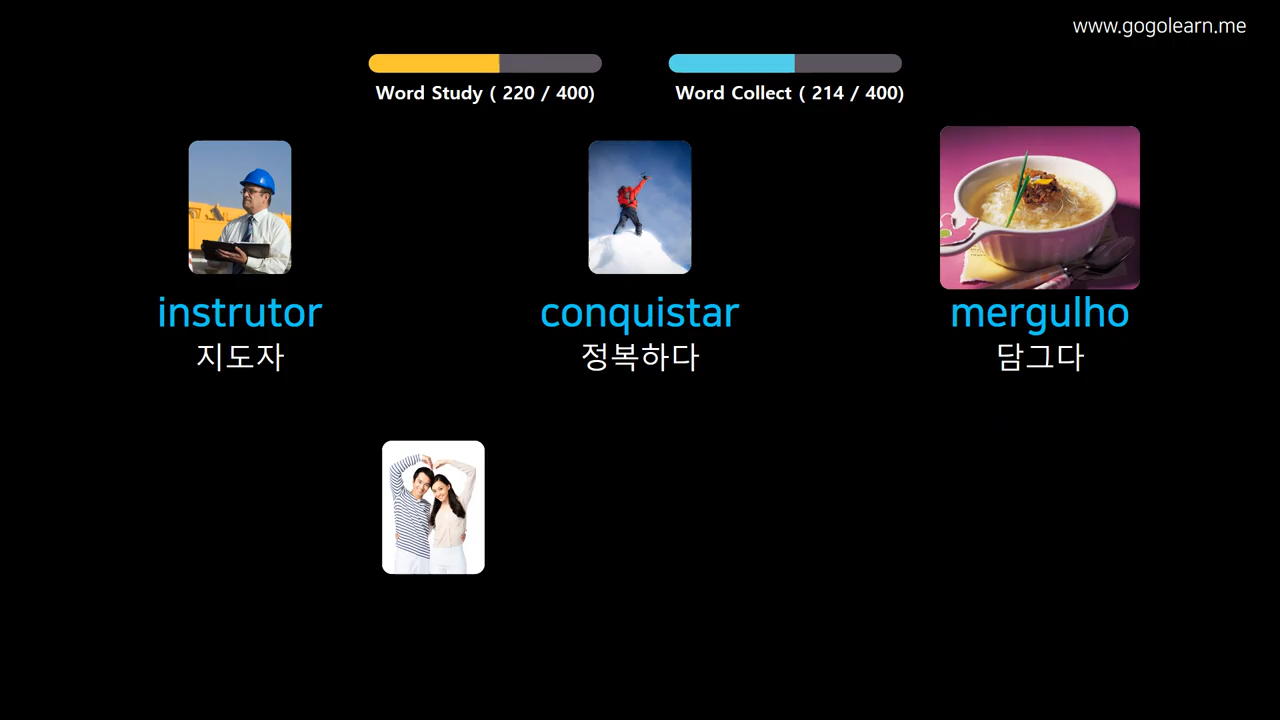 www.gogolearn.me
Word Study ( 220 / 400)
Word Collect ( 214 / 400)
instrutor
지도자
conquistar
정복하다
mergulho
담그다